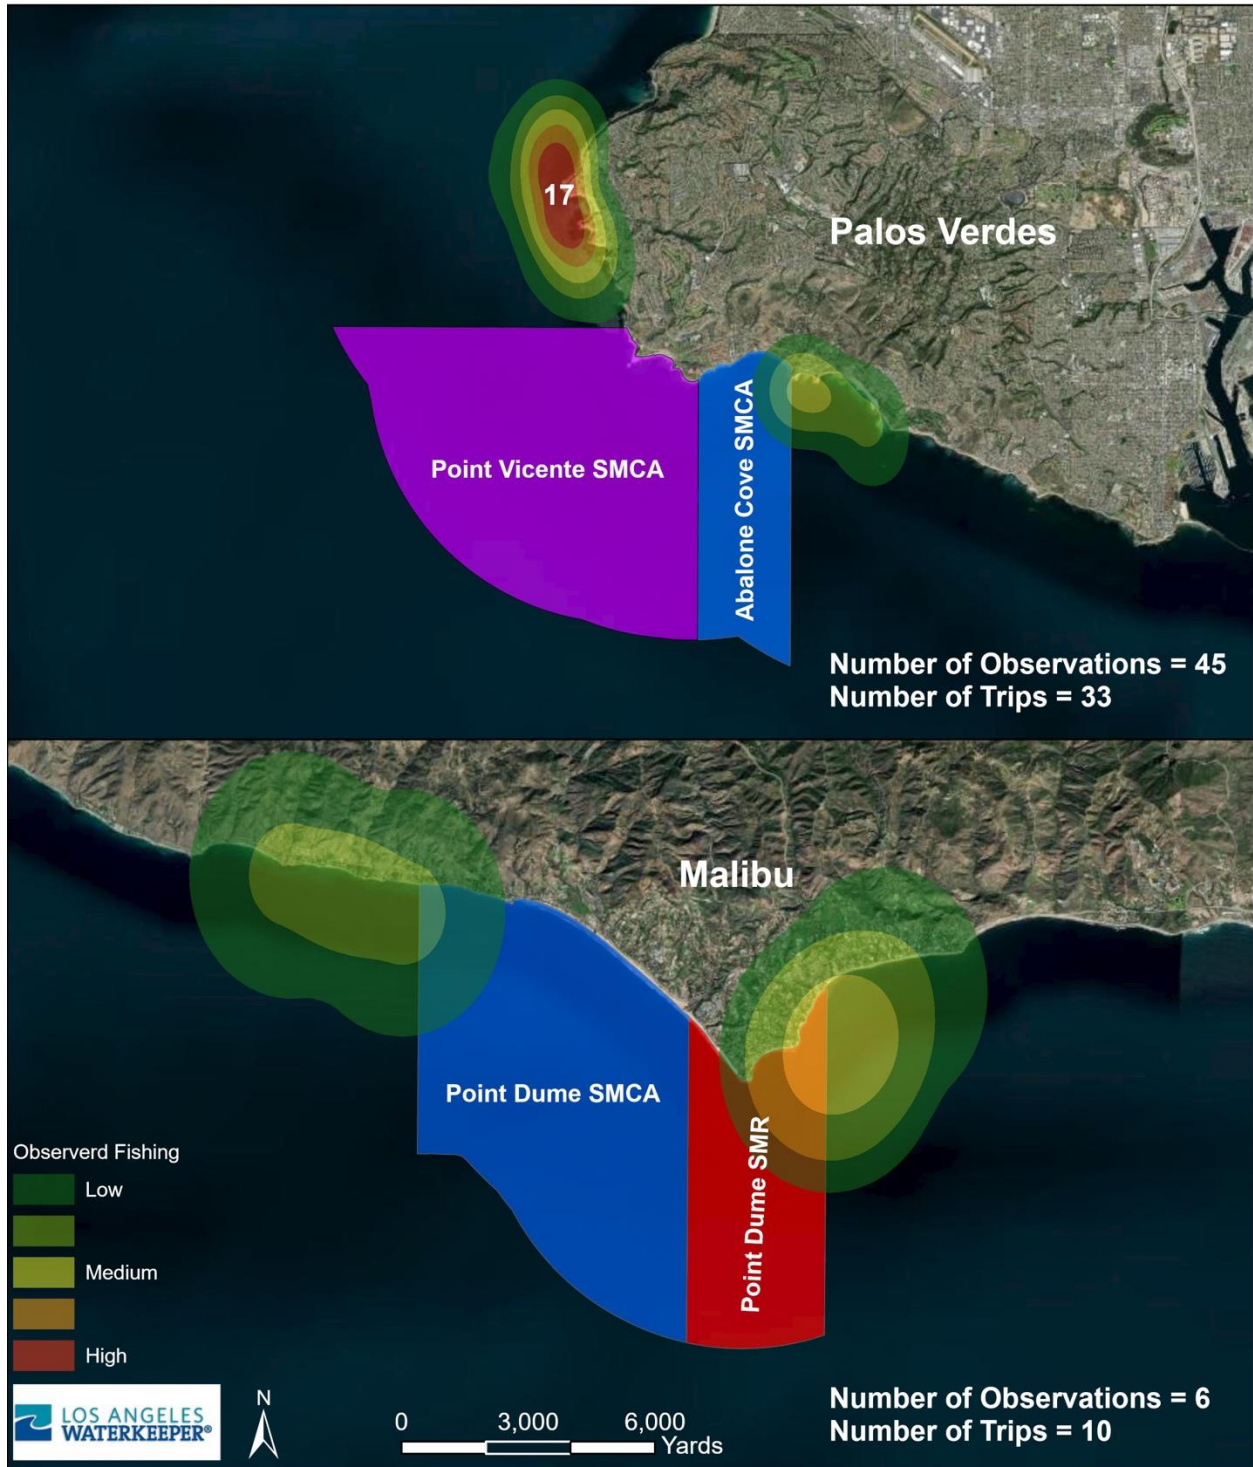 17
Palos Verdes
Point Vicente SMCA
Abalone Cove SMCA
Number of Observations = 45
Number of Trips = 33
Malibu
Point Dume SMCA
Point Dume SMR
Observerd Fishing
Low
Medium
High
LOS ANGELES
WATERKEEPER®
N
0 3,000 6,000
Yards
Number of Observations = 6
Number of Trips = 10